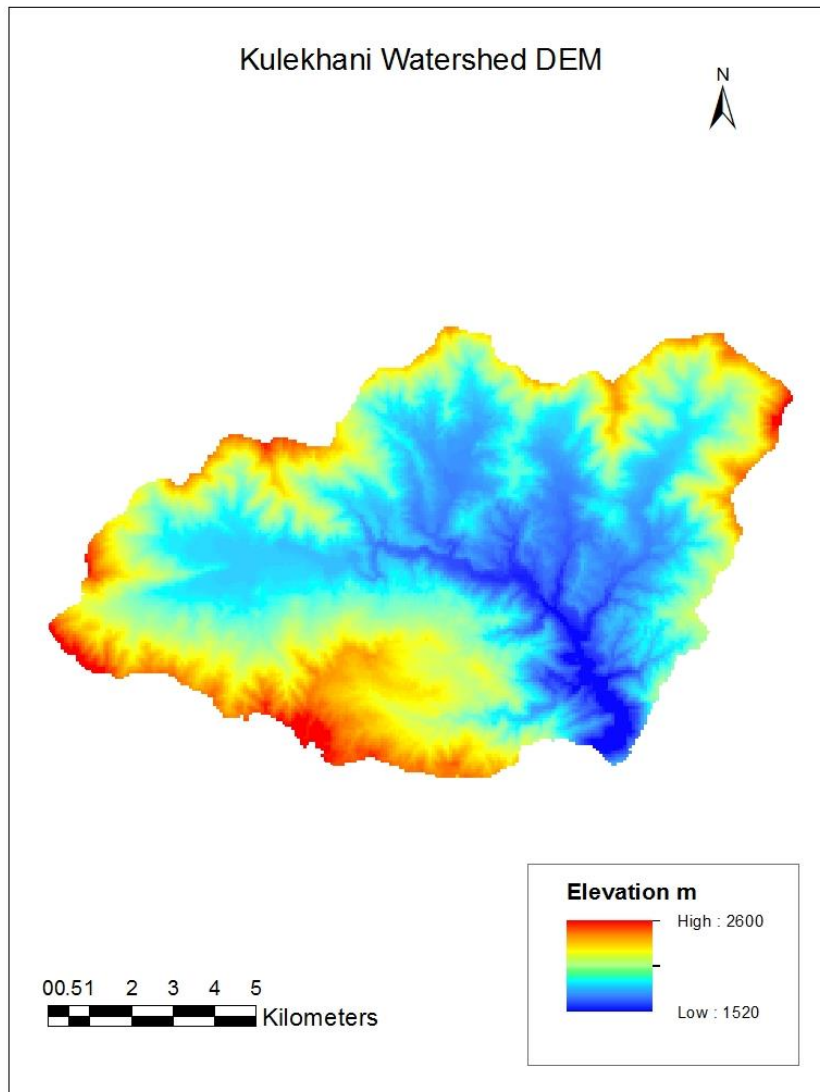 Kulekhani Watershed DEM
N
Elevation m
High : 2600
Low : 1520
00.51 2 3 4 5
Kilometers